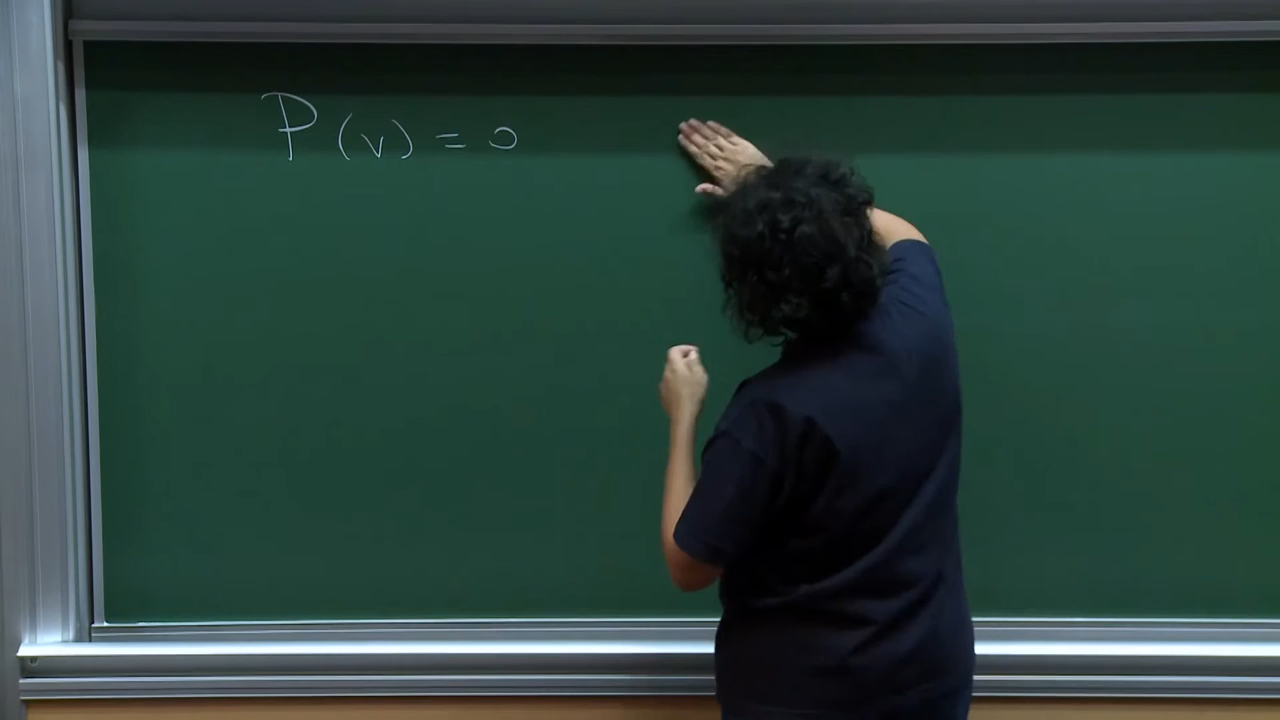 P(v) = 0